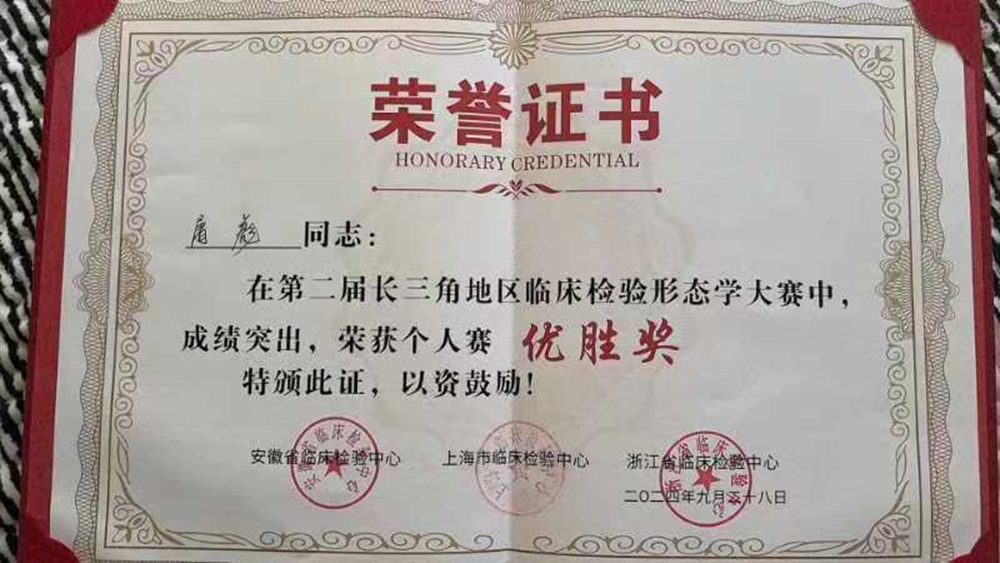 荣誉证书
HONORARY CREDENTIAL
同志：
在第二届长三角地区临床检验形态学大赛中，
成绩突出，荣获个人赛 优胜奖
特颁此证，以资鼓励！
安徽省临床检验中心 上海市临床检验中心 浙江省临床检验中心
二〇二四年九月二十八日